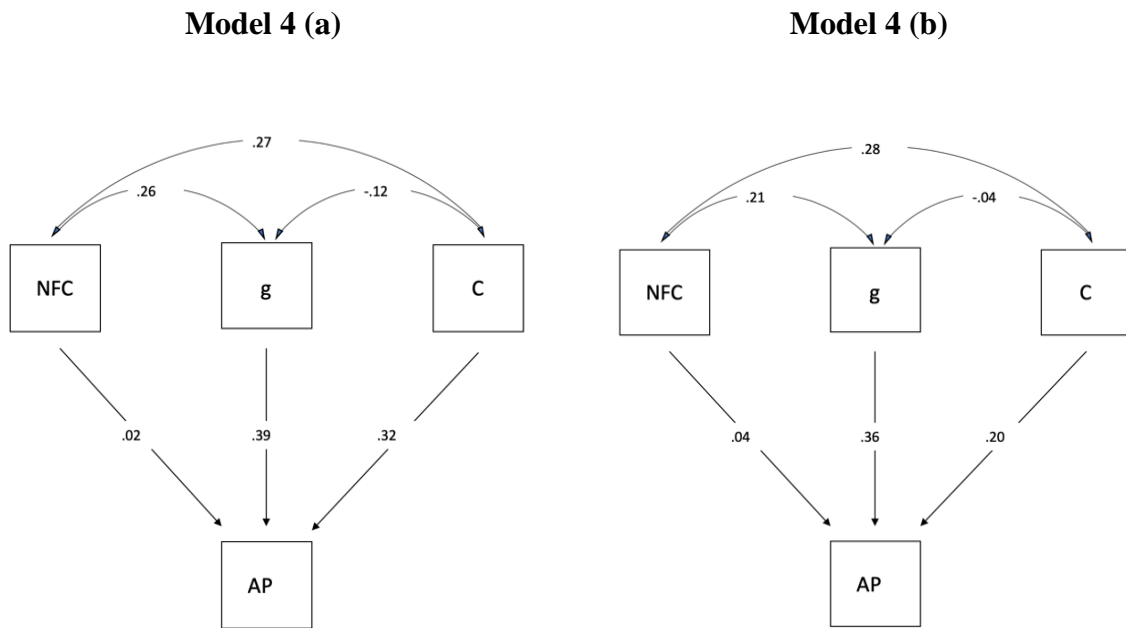 Model 4 (a)
Model 4 (b)
.27
.26
-.12
NFC
g
C
.02
.39
.32
AP
.28
.21
-.04
NFC
g
C
.04
.36
.20
AP